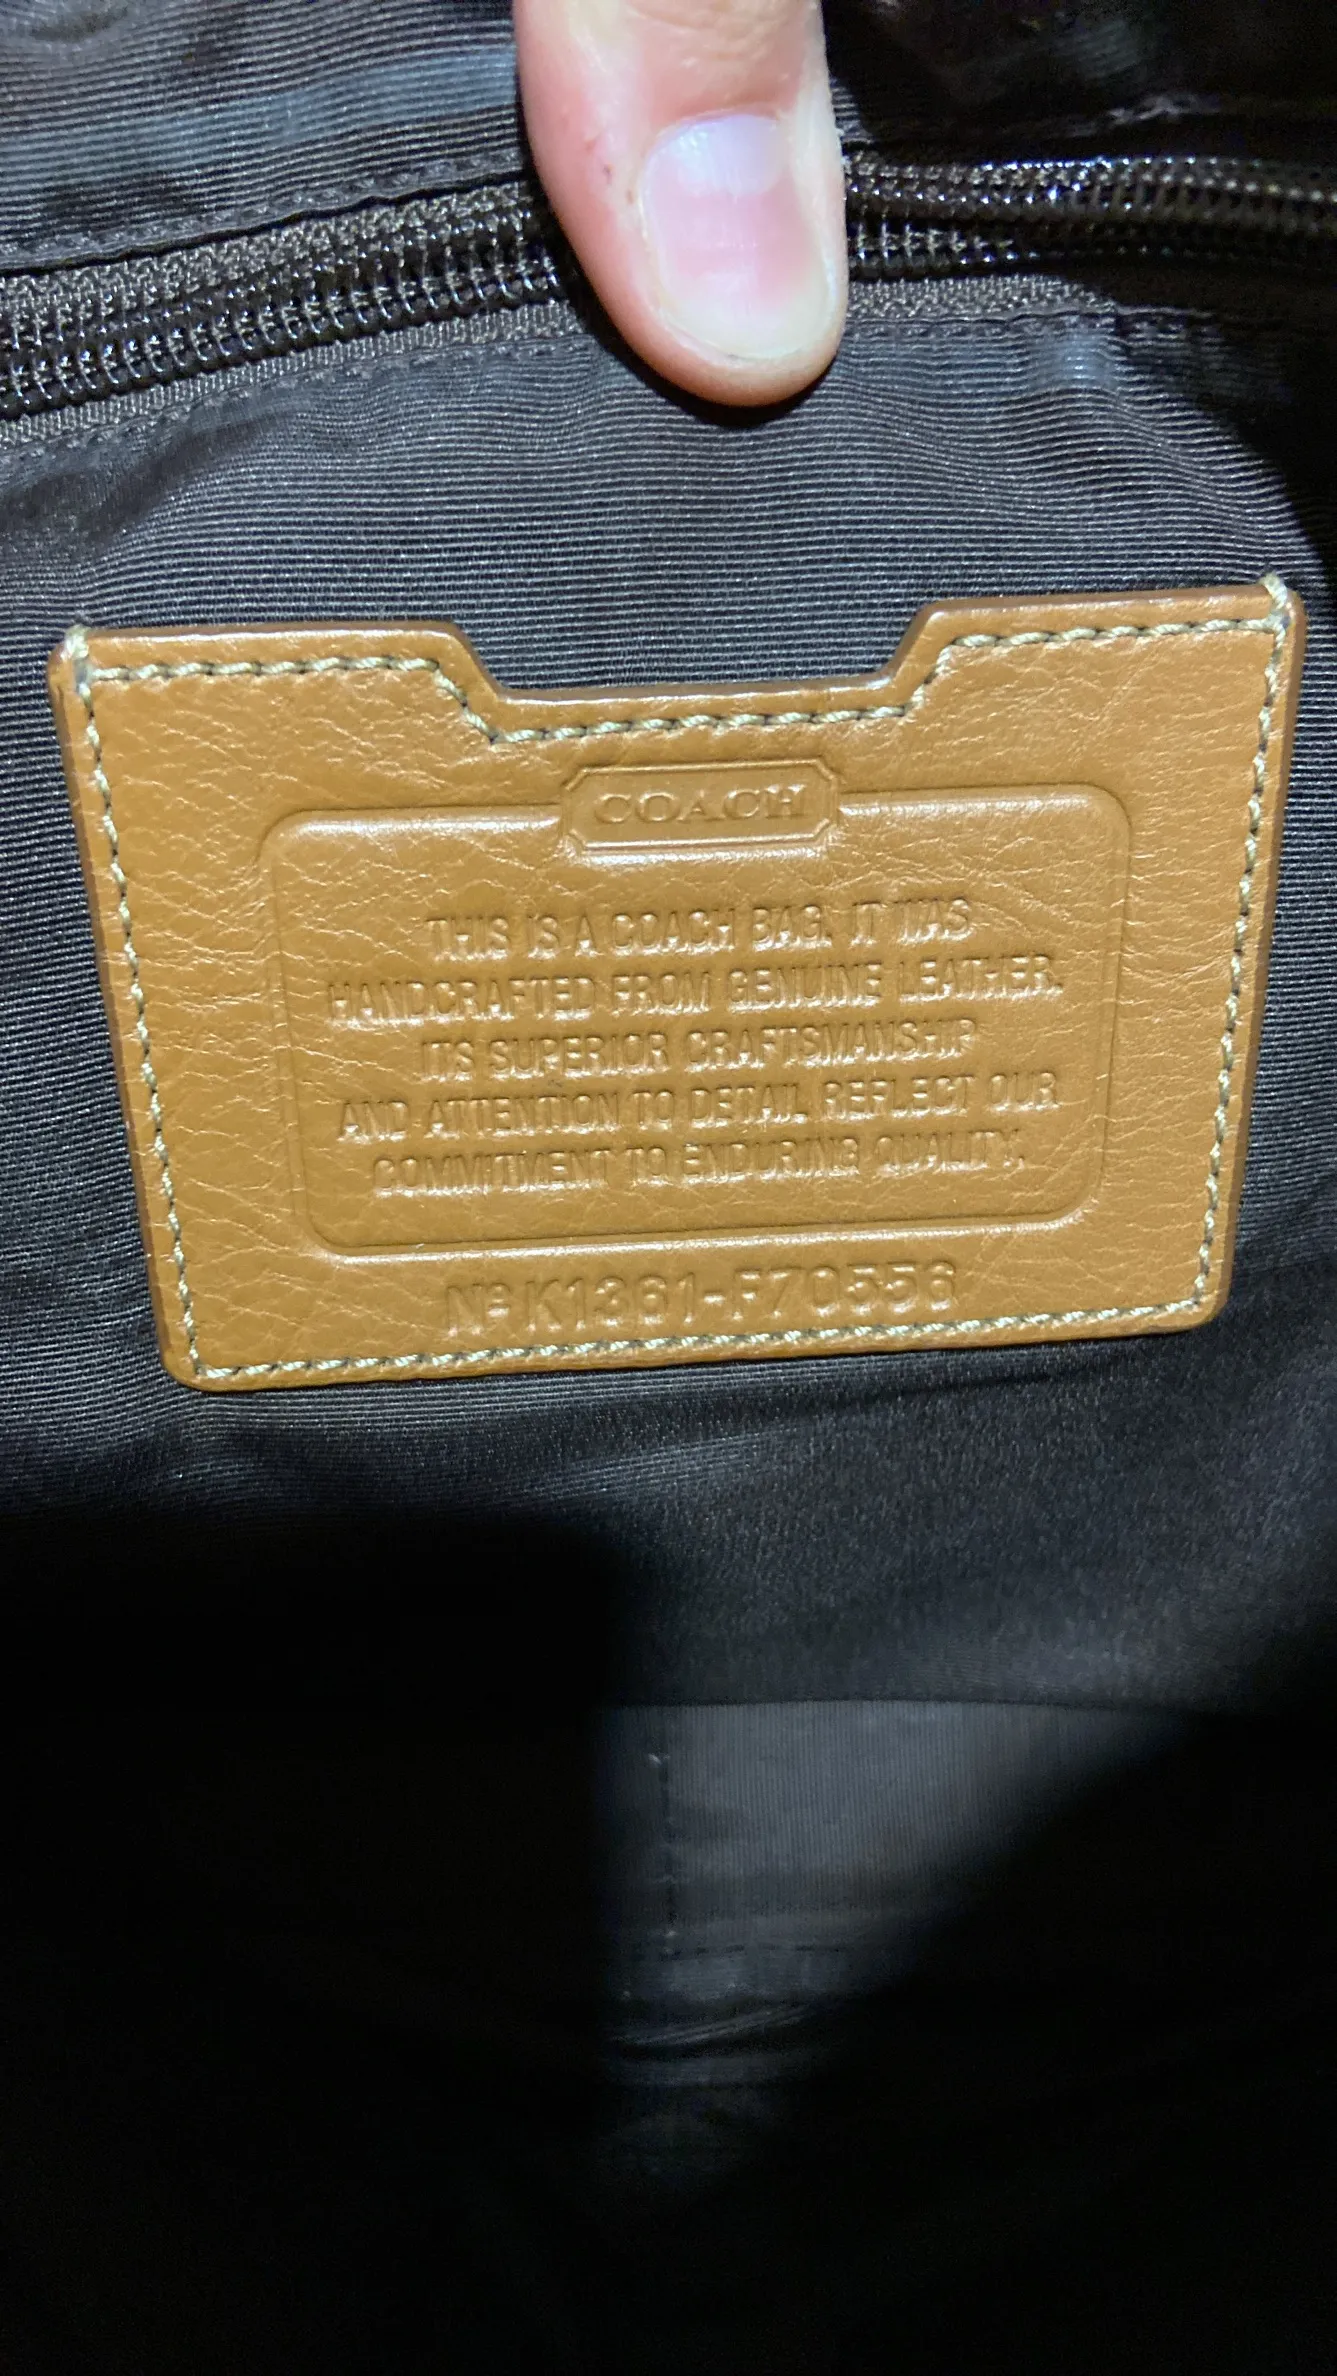 COACH
THIS IS A COACH BAG. IT WAS
HANDCRAFTED FROM GENUINE LEATHER.
ITS SUPERIOR CRAFTSMANSHIP
AND ATTENTION TO DETAIL REFLECT OUR
COMMITMENT TO ENDURING QUALITY.
Nº K1361-F70556